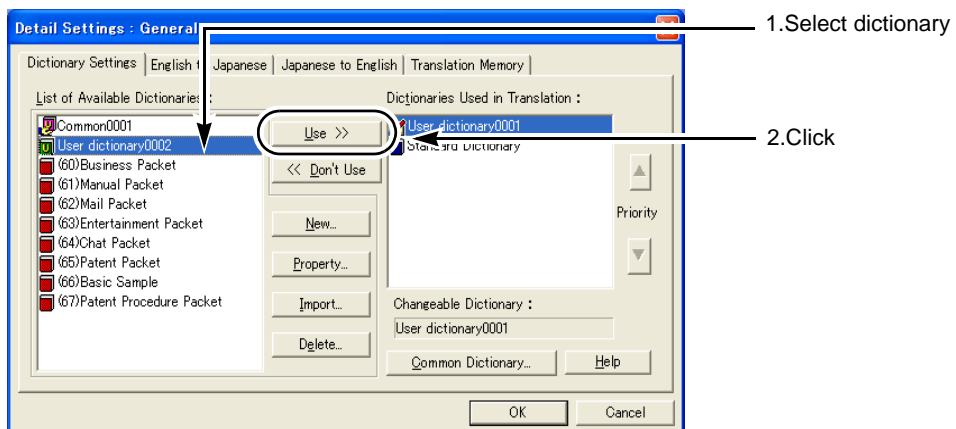 Detail Settings : General
1.Select dictionary
Dictionary Settings
English t Japanese
Japanese to English
Translation Memory
List of Available Dictionaries :
Common0001
User dictionary0002
(60)Business Packet
(61)Manual Packet
(62)Mail Packet
(63)Entertainment Packet
(64)Chat Packet
(65)Patent Packet
(66)Basic Sample
(67)Patent Procedure Packet
Use >>
<< Don't Use
New...
Property...
Import...
Delete...
Dictionaries Used in Translation :
User dictionary0001
Standard Dictionary
2.Click
Priority
Changeable Dictionary :
User dictionary0001
Common Dictionary...
Help
OK
Cancel